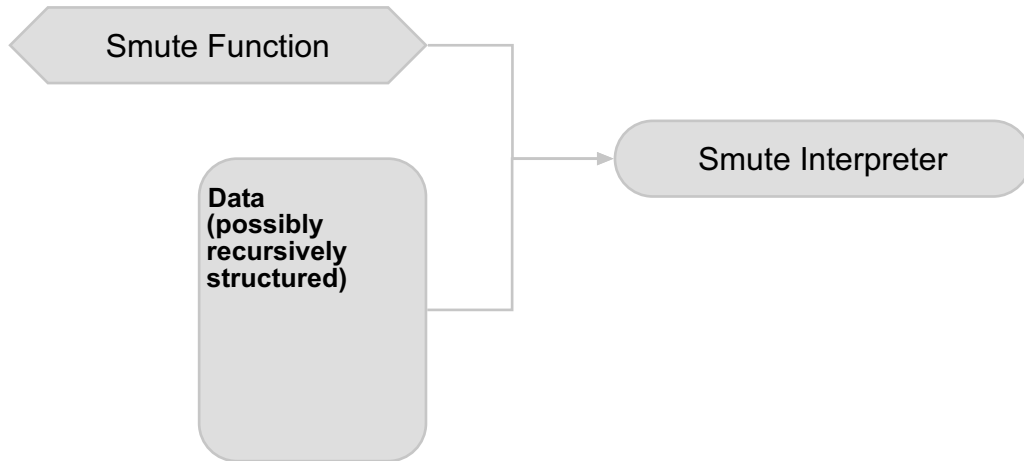 Smute Function
Smute Interpreter
Data
(possibly
recursively
structured)